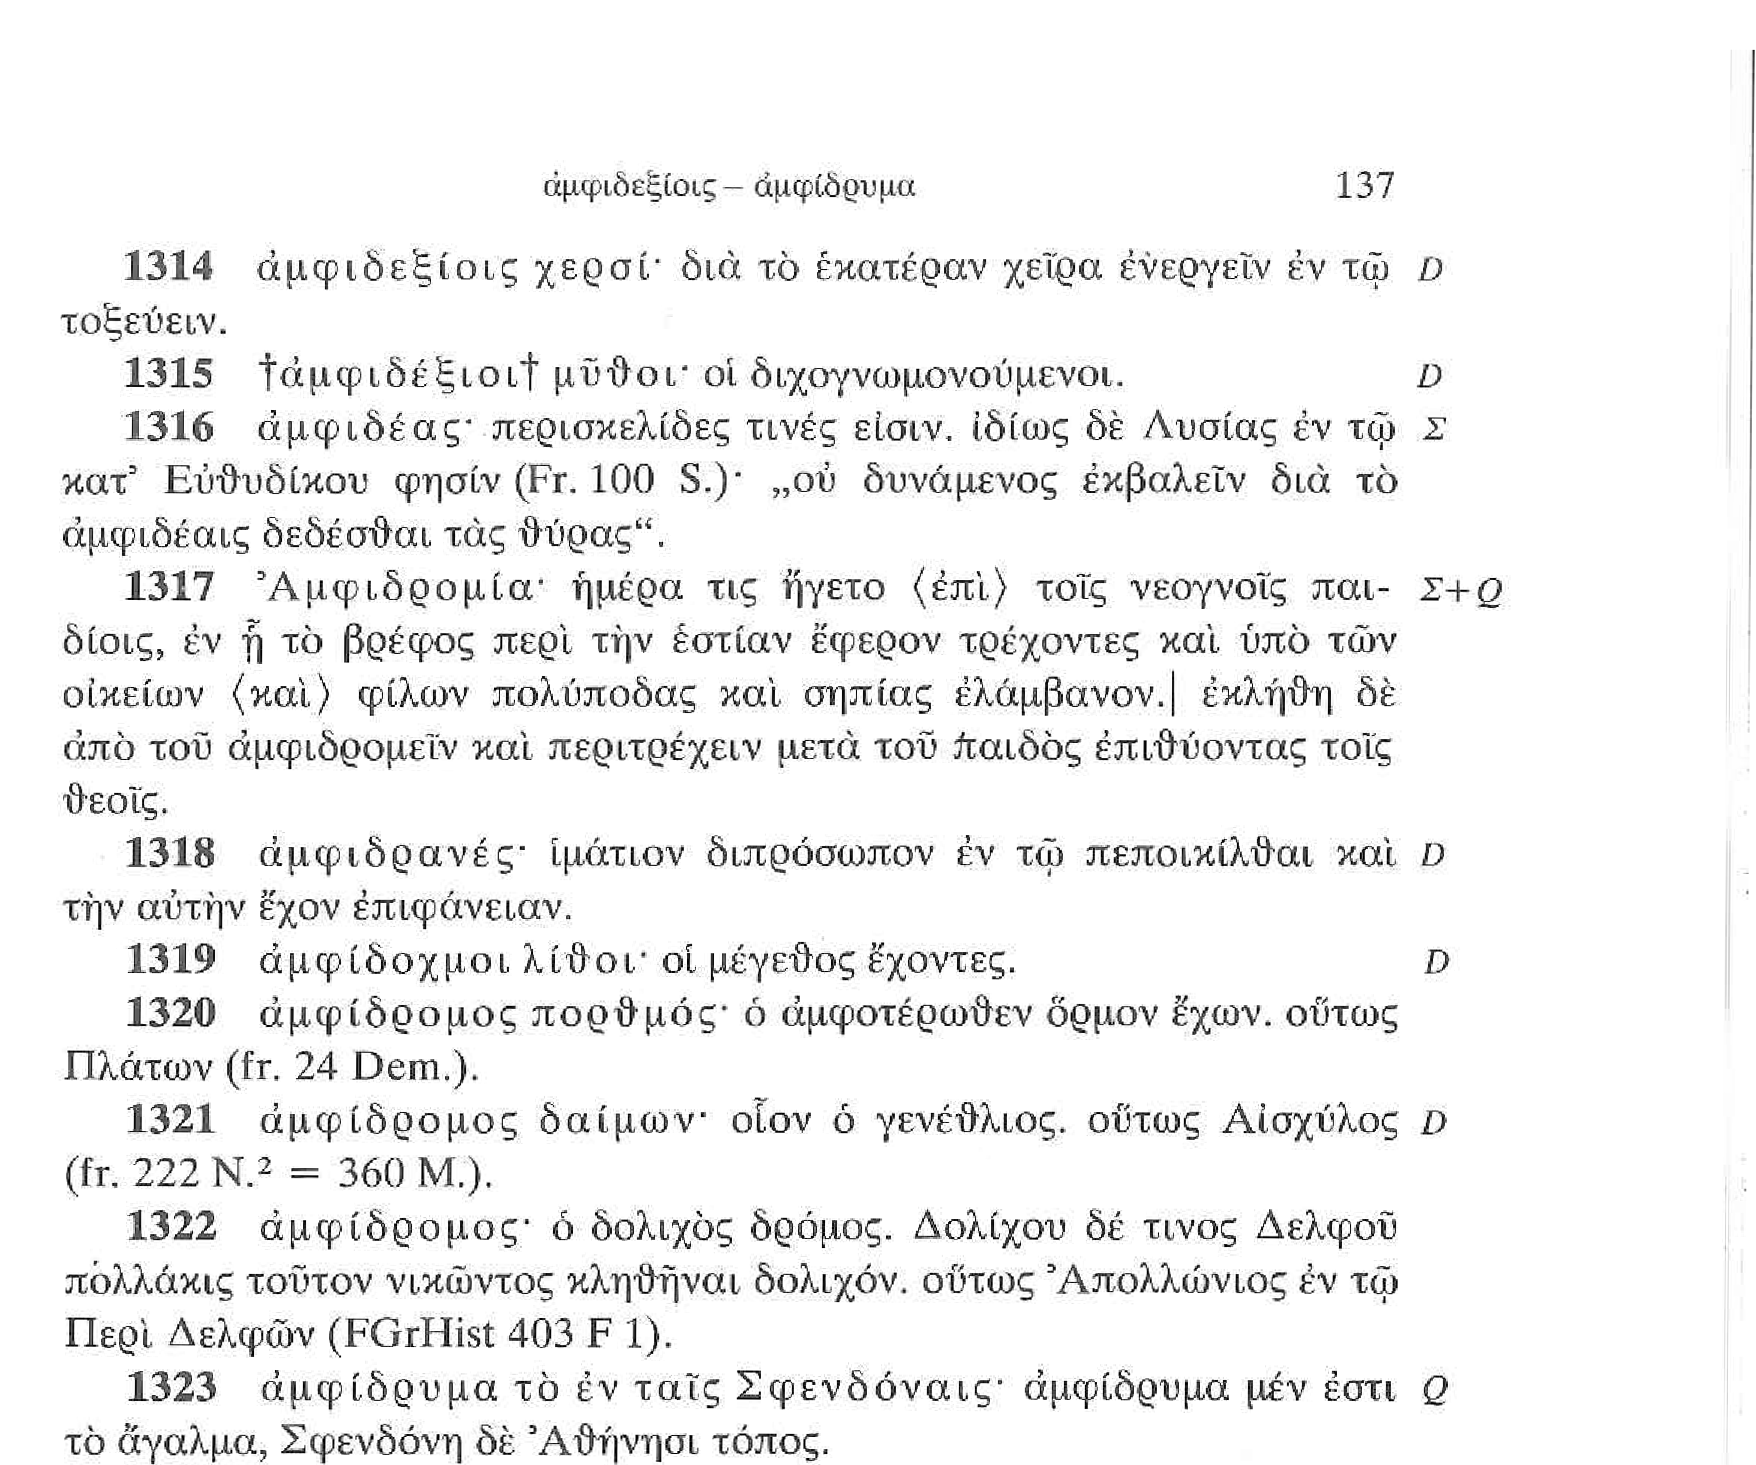 ἀμφιδεξίοις – ἀμφίδρυμα 137
1314 ἀμφιδεξίοις χερσί· διὰ τὸ ἑκατέραν χεῖρα ἐνεργεῖν ἐν τῷ D
τοξεύειν.
1315 †ἀμφιδέξιοι† μῦθοι· οἱ διχογνωμονούμενοι. D
1316 ἀμφιδέας· περισκελίδες τινές εἰσιν. ἰδίως δὲ Λυσίας ἐν τῷ Σ
κατ’ Εὐθυδίκου φησίν (Fr. 100 S.)· „οὐ δυνάμενος ἐκβαλεῖν διὰ τὸ
ἀμφιδέαις δεδέσθαι τὰς θύρας“.
1317 Ἀμφιδρομία· ἡμέρα τις ἤγετο ⟨ἐπὶ⟩ τοῖς νεογνοῖς παι- Σ+Q
δίοις, ἐν ᾗ τὸ βρέφος περὶ τὴν ἑστίαν ἔφερον τρέχοντες καὶ ὑπὸ τῶν
οἰκείων ⟨καὶ⟩ φίλων πολύποδας καὶ σηπίας ἐλάμβανον.| ἐκλήθη δὲ
ἀπὸ τοῦ ἀμφιδρομεῖν καὶ περιτρέχειν μετὰ τοῦ παιδὸς ἐπιθύοντας τοῖς
θεοῖς.
1318 ἀμφιδρανές· ἱμάτιον διπρόσωπον ἐν τῷ πεποικίλθαι καὶ D
τὴν αὐτὴν ἔχον ἐπιφάνειαν.
1319 ἀμφίδοχμοι λίθοι· οἱ μέγεθος ἔχοντες. D
1320 ἀμφίδρομος πορθμός· ὁ ἀμφοτέρωθεν ὅρμον ἔχων. οὕτως
Πλάτων (fr. 24 Dem.).
1321 ἀμφίδρομος δαίμων· οἷον ὁ γενέθλιος. οὕτως Αἰσχύλος D
(fr. 222 N.² = 360 M.).
1322 ἀμφίδρομος· ὁ δολιχὸς δρόμος. Δολίχου δέ τινος Δελφοῦ
πολλάκις τοῦτον νικῶντος κληθῆναι δολιχόν. οὕτως Ἀπολλώνιος ἐν τῷ
Περὶ Δελφῶν (FGrHist 403 F 1).
1323 ἀμφίδρυμα τὸ ἐν ταῖς Σφενδόναις· ἀμφίδρυμα μέν ἐστι Q
τὸ ἄγαλμα, Σφενδόνη δὲ Ἀθήνησι τόπος.